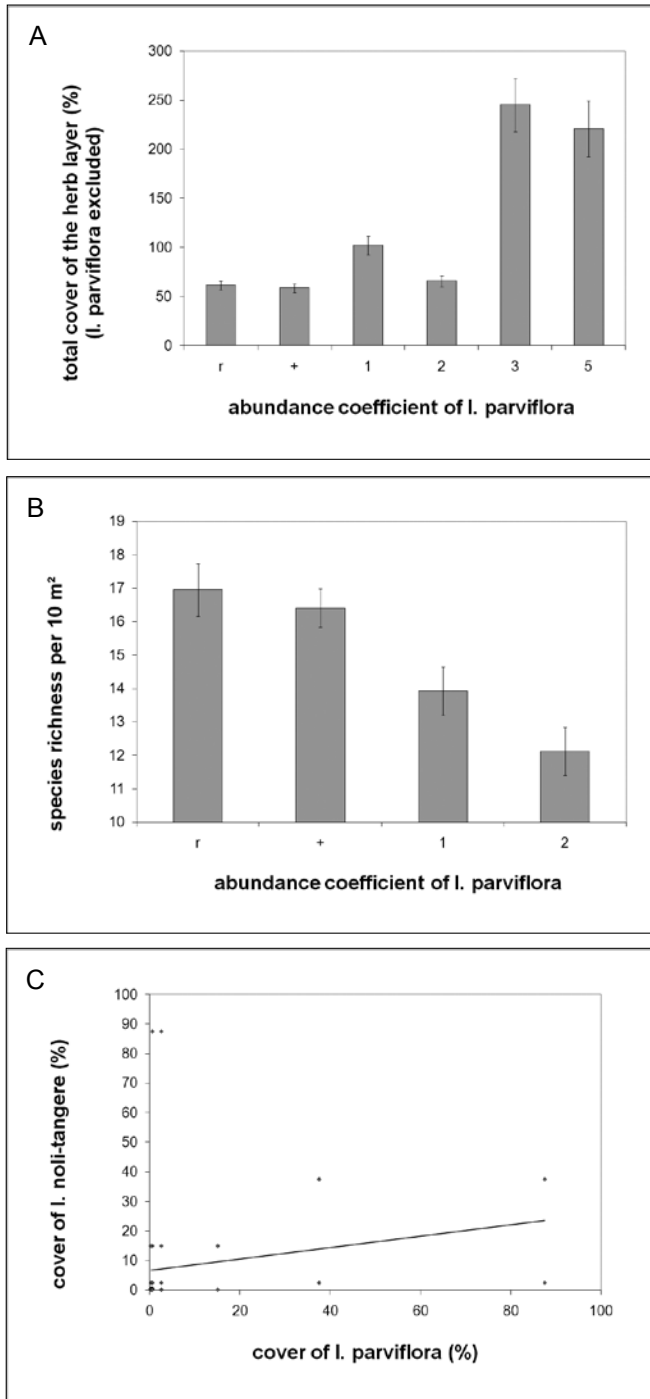 A
total cover of the herb layer (%)
(I. parviflora excluded)
300
250
200
150
100
50
0
r + 1 2 3 5
abundance coefficient of I. parviflora
B
species richness per 10 m²
19
18
17
16
15
14
13
12
11
10
r + 1 2
abundance coefficient of I. parviflora
C
cover of I. noli-tangere (%)
100
90
80
70
60
50
40
30
20
10
0
0 20 40 60 80 100
cover of I. parviflora (%)